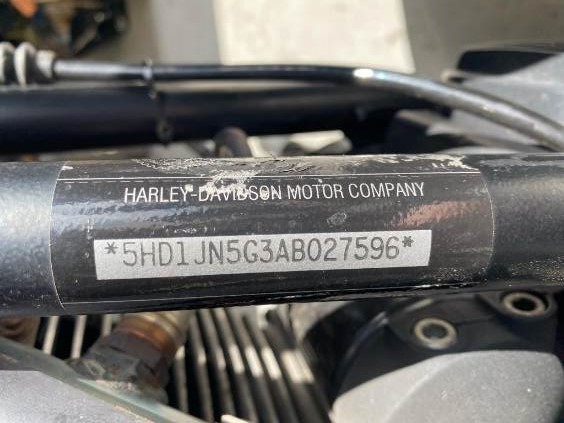 HARLEY-DAVIDSON MOTOR COMPANY
*5HD1JN5G3AB027596*